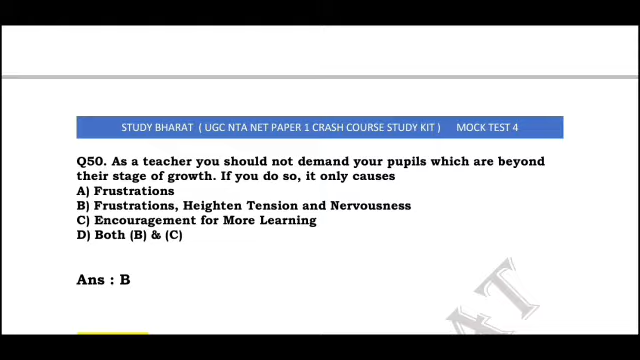 STUDY BHARAT ( UGC NTA NET PAPER 1 CRASH COURSE STUDY KIT ) MOCK TEST 4
Q50. As a teacher you should not demand your pupils which are beyond
their stage of growth. If you do so, it only causes
A) Frustrations
B) Frustrations, Heighten Tension and Nervousness
C) Encouragement for More Learning
D) Both (B) & (C)
Ans : B